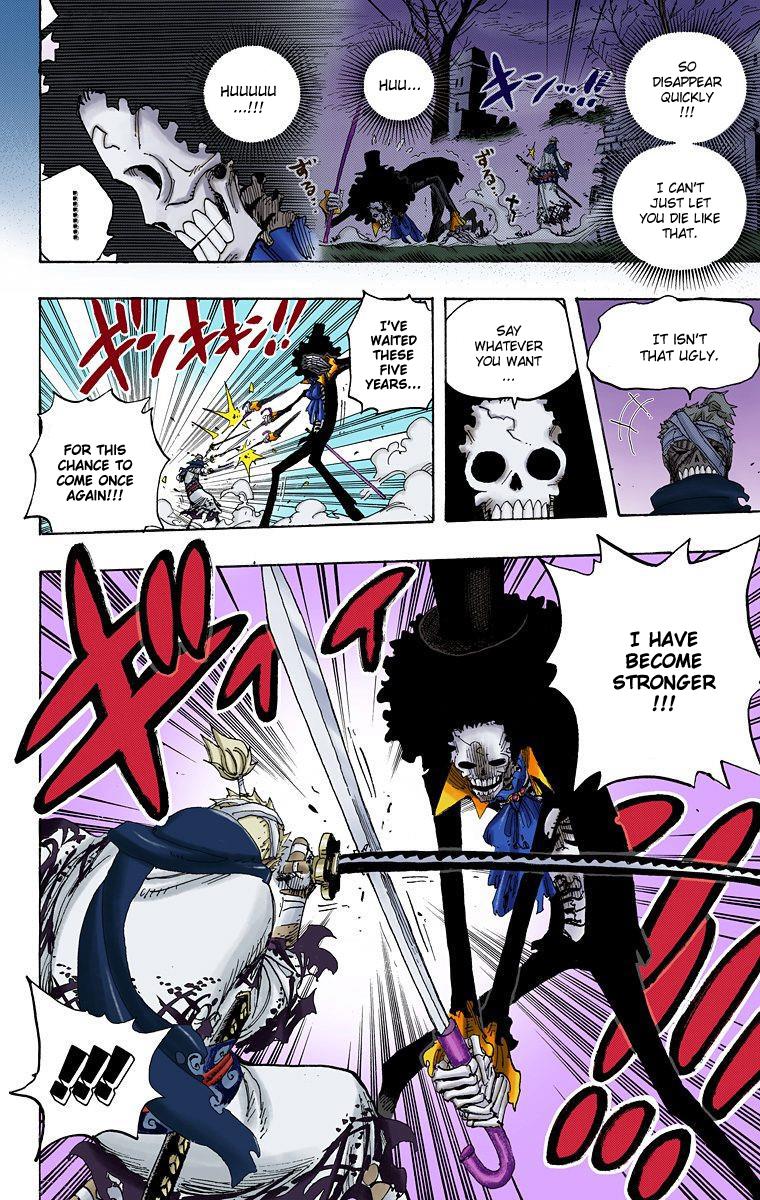 SO
DISAPPEAR
QUICKLY
!!!
I CAN'T
JUST LET
YOU DIE LIKE
THAT.
ギン…!!
HUU...
ずる…
ずる…
HUUUUU
...!!!
.........
IT ISN'T
THAT UGLY.
SAY
WHATEVER
YOU WANT
...
I'VE
WAITED
THESE
FIVE
YEARS...
ギンキキン!!
FOR THIS
CHANCE TO
COME ONCE
AGAIN!!!
I HAVE
BECOME
STRONGER
!!!
ギィィ
!!!
!!!!